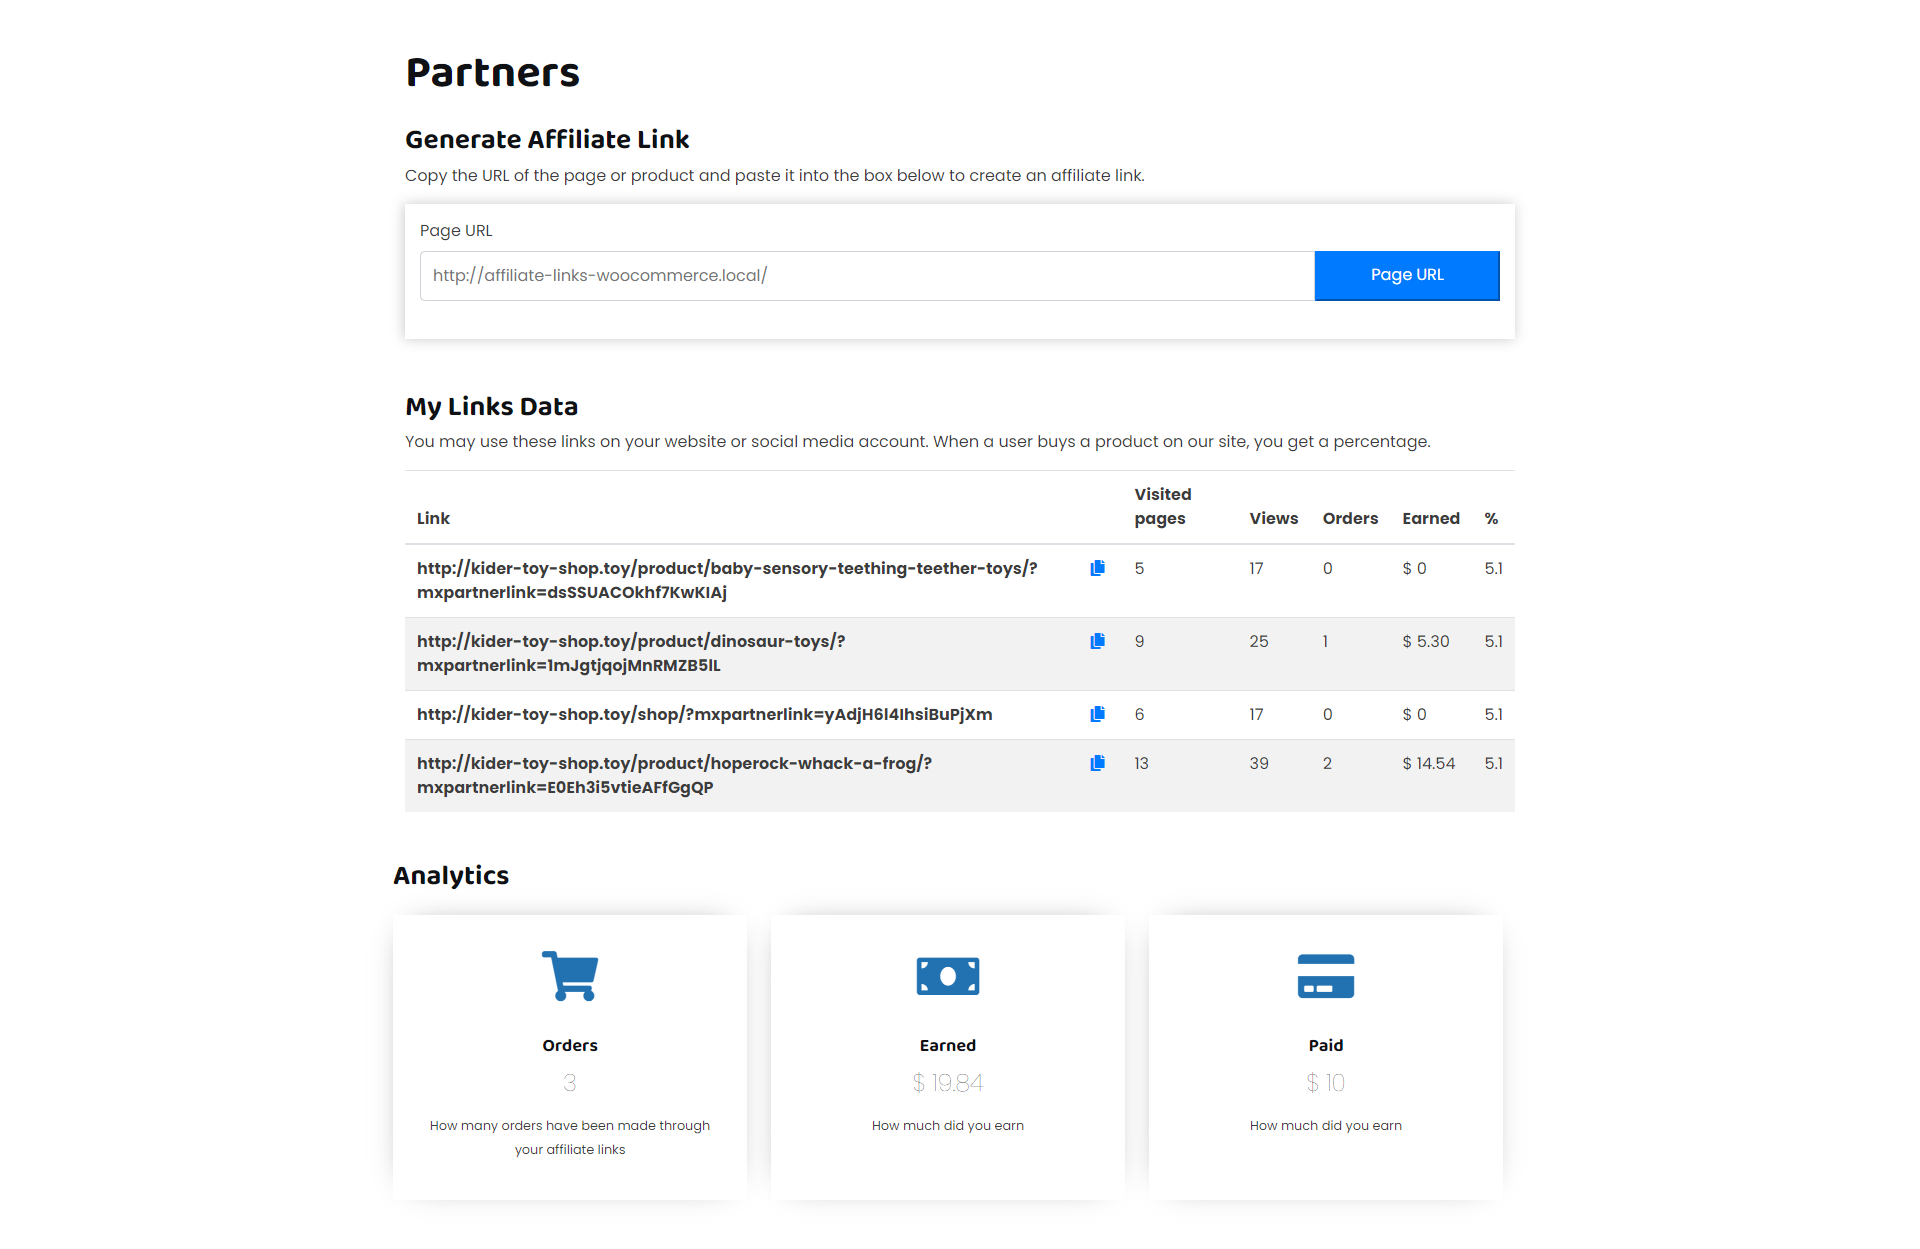 Partners
Generate Affiliate Link
Copy the URL of the page or product and paste it into the box below to create an affiliate link.
Page URL
http://affiliate-links-woocommerce.local/ Page URL
My Links Data
You may use these links on your website or social media account. When a user buys a product on our site, you get a percentage.
Link Visited pages Views Orders Earned %
http://kider-toy-shop.toy/product/baby-sensory-teething-teether-toys/? 5 17 0 $ 0 5.1
mxpartnerlink=dsSSUACOkhf7KwKIAj
http://kider-toy-shop.toy/product/dinosaur-toys/? 9 25 1 $ 5.30 5.1
mxpartnerlink=1mJgtjqojMnRMZB5lL
http://kider-toy-shop.toy/shop/?mxpartnerlink=yAdjH6l4IhsiBuPjXm 6 17 0 $ 0 5.1
http://kider-toy-shop.toy/product/hoperock-whack-a-frog/? 13 39 2 $ 14.54 5.1
mxpartnerlink=E0Eh3i5vtieAFfGgQP
Analytics
Orders
3
How many orders have been made through
your affiliate links
Earned
$ 19.84
How much did you earn
Paid
$ 10
How much did you earn